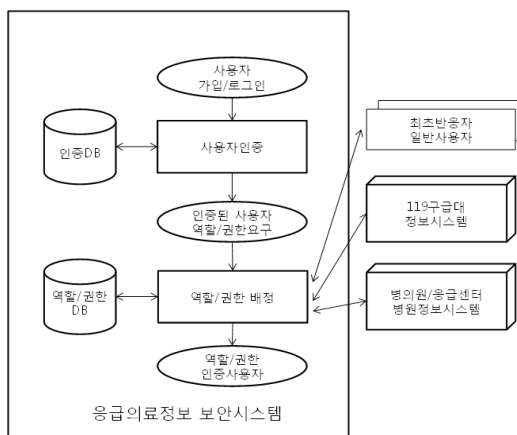 사용자
가입/로그인
최초반응자
일반사용자
인증DB
사용자인증
119구급대
정보시스템
인증된 사용자
역할/권한요구
역할/권한
DB
역할/권한 배정
병의원/응급센터
병원정보시스템
역할/권한
인증사용자
응급의료정보 보안시스템